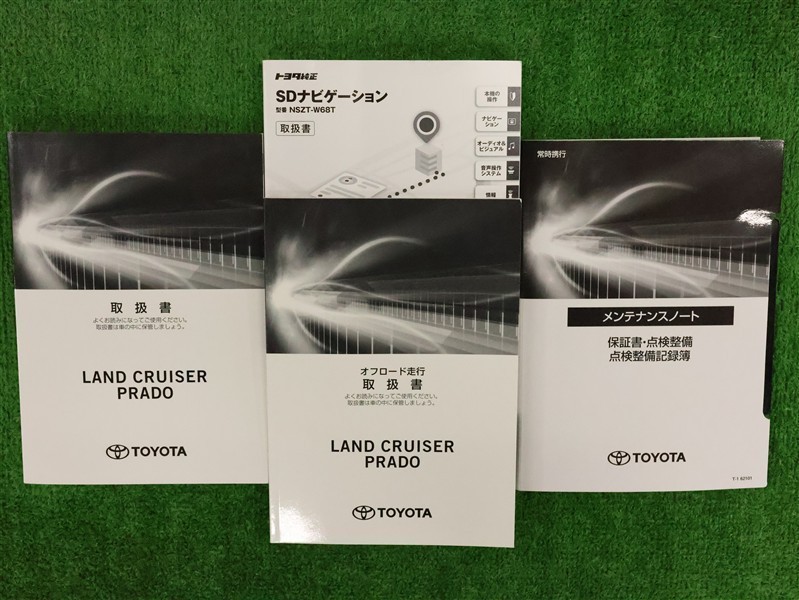 取扱書
よくお読みになってご使用ください。
取扱書は車の中に保管しましょう。
LAND CRUISER
PRADO
TOYOTA
トヨタ純正
SDナビゲーション
型番 NSZT-W68T
取扱書
本機の
操作
ナビゲー
ション
オーディオ&
ビジュアル
音声操作
システム
情報
オフロード走行
取扱書
よくお読みになってご使用ください。
取扱書は車の中に保管しましょう。
LAND CRUISER
PRADO
TOYOTA
常時携行
メンテナンスノート
保証書・点検整備
点検整備記録簿
TOYOTA